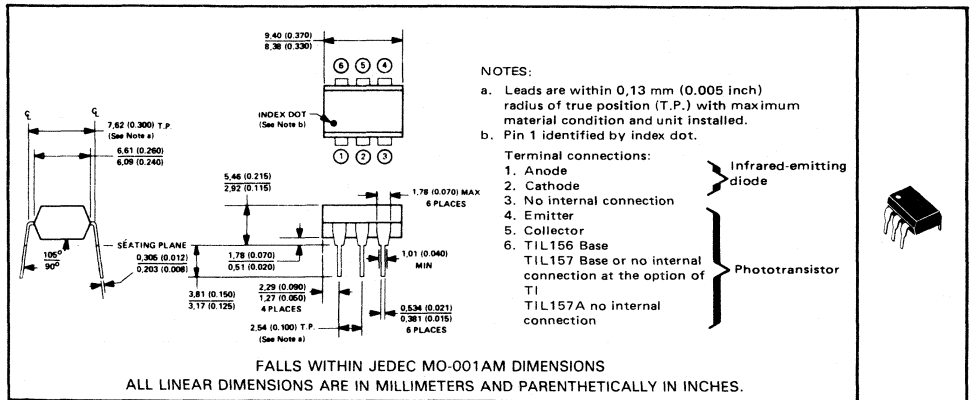 9,40 (0.370)
8,38 (0.330)
6 5 4
INDEX DOT
(See Note b)
1 2 3
℄ ℄
7,62 (0.300) T.P.
(See Note a)
6,61 (0.260)
6,09 (0.240)
105°
90°
SEATING PLANE
0,305 (0.012)
0,203 (0.008)
5,46 (0.215)
2,92 (0.115)
1,78 (0.070) MAX
6 PLACES
1,78 (0.070)
0,51 (0.020)
1,01 (0.040)
MIN
3,81 (0.150)
3,17 (0.125)
2,29 (0.090)
1,27 (0.050)
4 PLACES
0,534 (0.021)
0,381 (0.015)
6 PLACES
2,54 (0.100) T.P.
(See Note a)
NOTES:
a. Leads are within 0,13 mm (0.005 inch)
radius of true position (T.P.) with maximum
material condition and unit installed.
b. Pin 1 identified by index dot.
Terminal connections:
1. Anode
2. Cathode
Infrared-emitting
diode
3. No internal connection
4. Emitter
5. Collector
6. TIL156 Base
TIL157 Base or no internal
connection at the option of
TI
TIL157A no internal
connection
Phototransistor
FALLS WITHIN JEDEC MO-001AM DIMENSIONS
ALL LINEAR DIMENSIONS ARE IN MILLIMETERS AND PARENTHETICALLY IN INCHES.